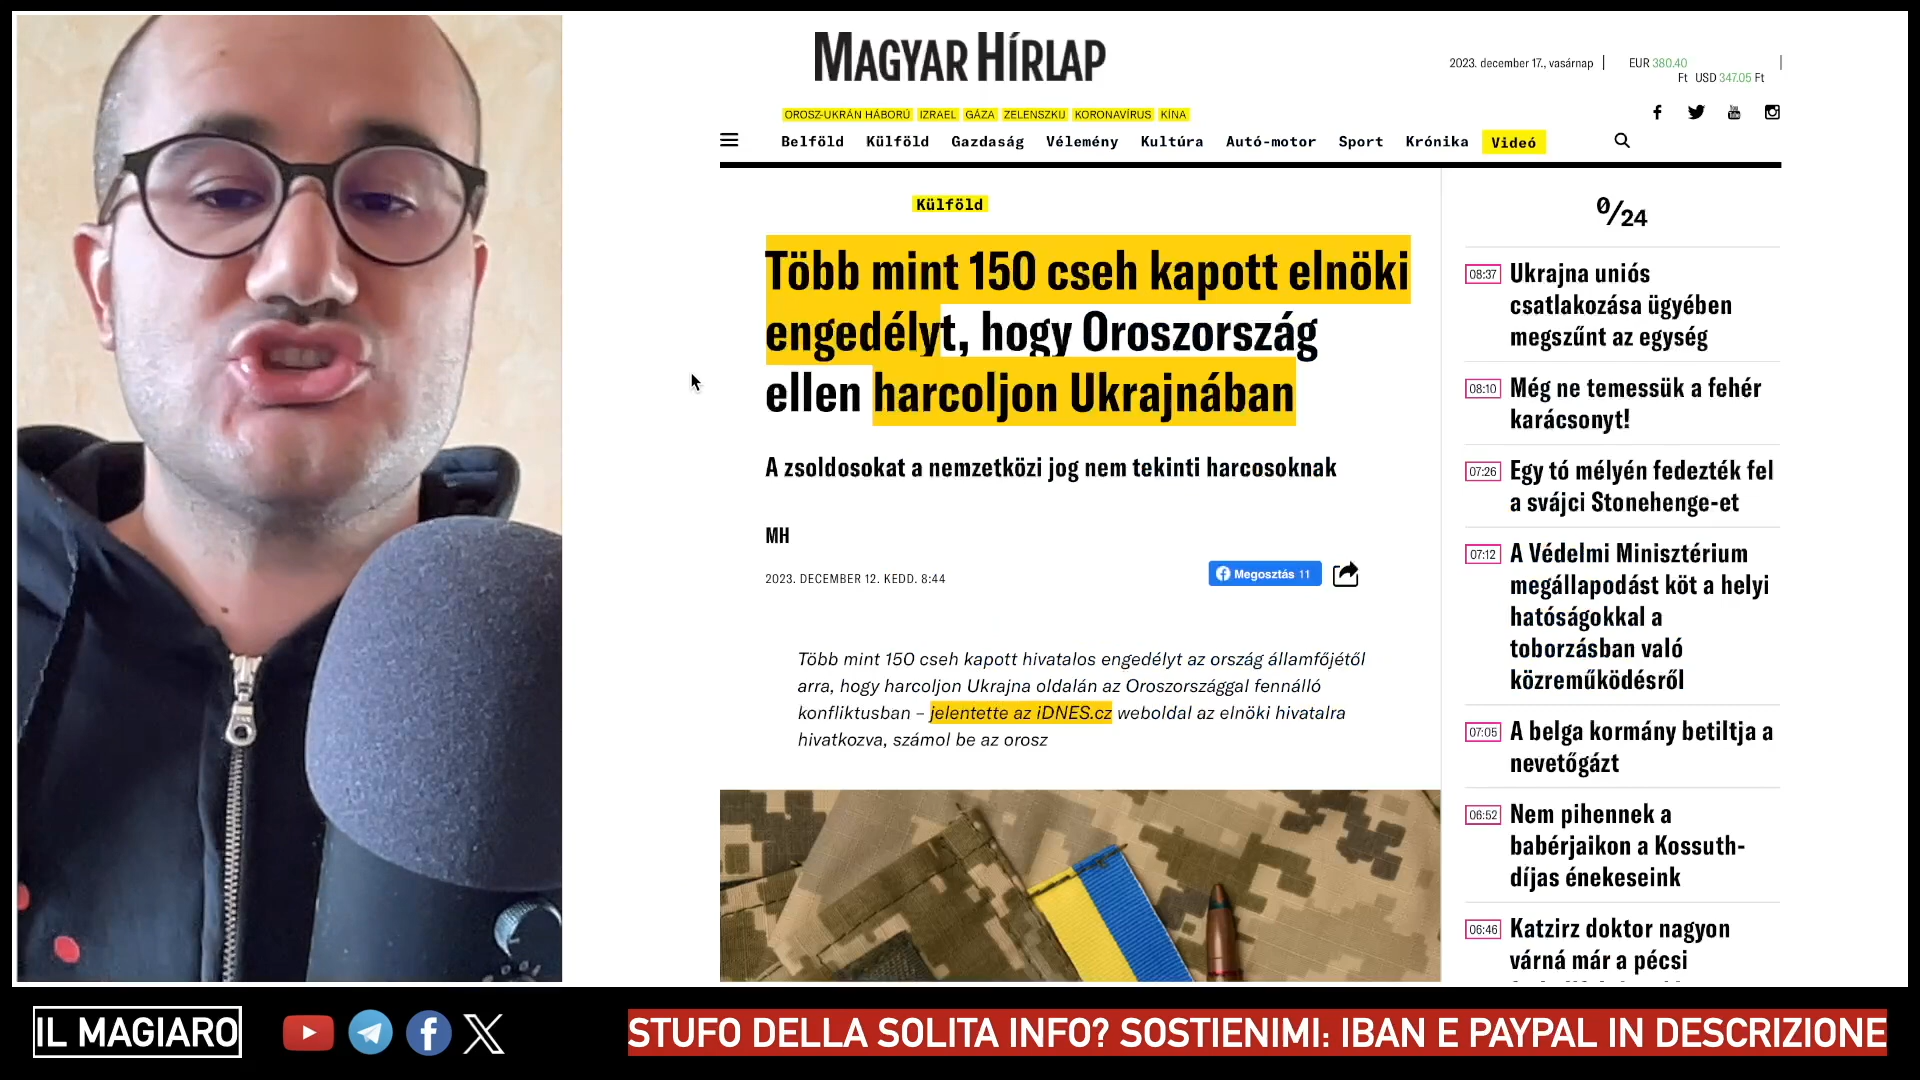 MAGYAR HÍRLAP
2023. december 17., vasárnap
EUR 380.40
Ft USD 347.05 Ft
OROSZ-UKRÁN HÁBORÚ IZRAEL GÁZA ZELENSZKIJ KORONAVÍRUS KÍNA
Belföld Külföld Gazdaság Vélemény Kultúra Autó-motor Sport Krónika Videó
Külföld
Több mint 150 cseh kapott elnöki
engedélyt, hogy Oroszország
ellen harcoljon Ukrajnában
A zsoldosokat a nemzetközi jog nem tekinti harcosoknak
MH
2023. DECEMBER 12. KEDD. 8:44
Megosztás 11
Több mint 150 cseh kapott hivatalos engedélyt az ország államfőjétől
arra, hogy harcoljon Ukrajna oldalán az Oroszországgal fennálló
konfliktusban – jelentette az iDNES.cz weboldal az elnöki hivatalra
hivatkozva, számol be az orosz
0/24
08:37 Ukrajna uniós
csatlakozása ügyében
megszűnt az egység
08:10 Még ne temessük a fehér
karácsonyt!
07:26 Egy tó mélyén fedezték fel
a svájci Stonehenge-et
07:12 A Védelmi Minisztérium
megállapodást köt a helyi
hatóságokkal a
toborzásban való
közreműködésről
07:05 A belga kormány betiltja a
nevetőgázt
06:52 Nem pihennek a
babérjaikon a Kossuth-
díjas énekeseink
06:46 Katzirz doktor nagyon
várná már a pécsi
IL MAGIARO
STUFO DELLA SOLITA INFO? SOSTIENIMI: IBAN E PAYPAL IN DESCRIZIONE